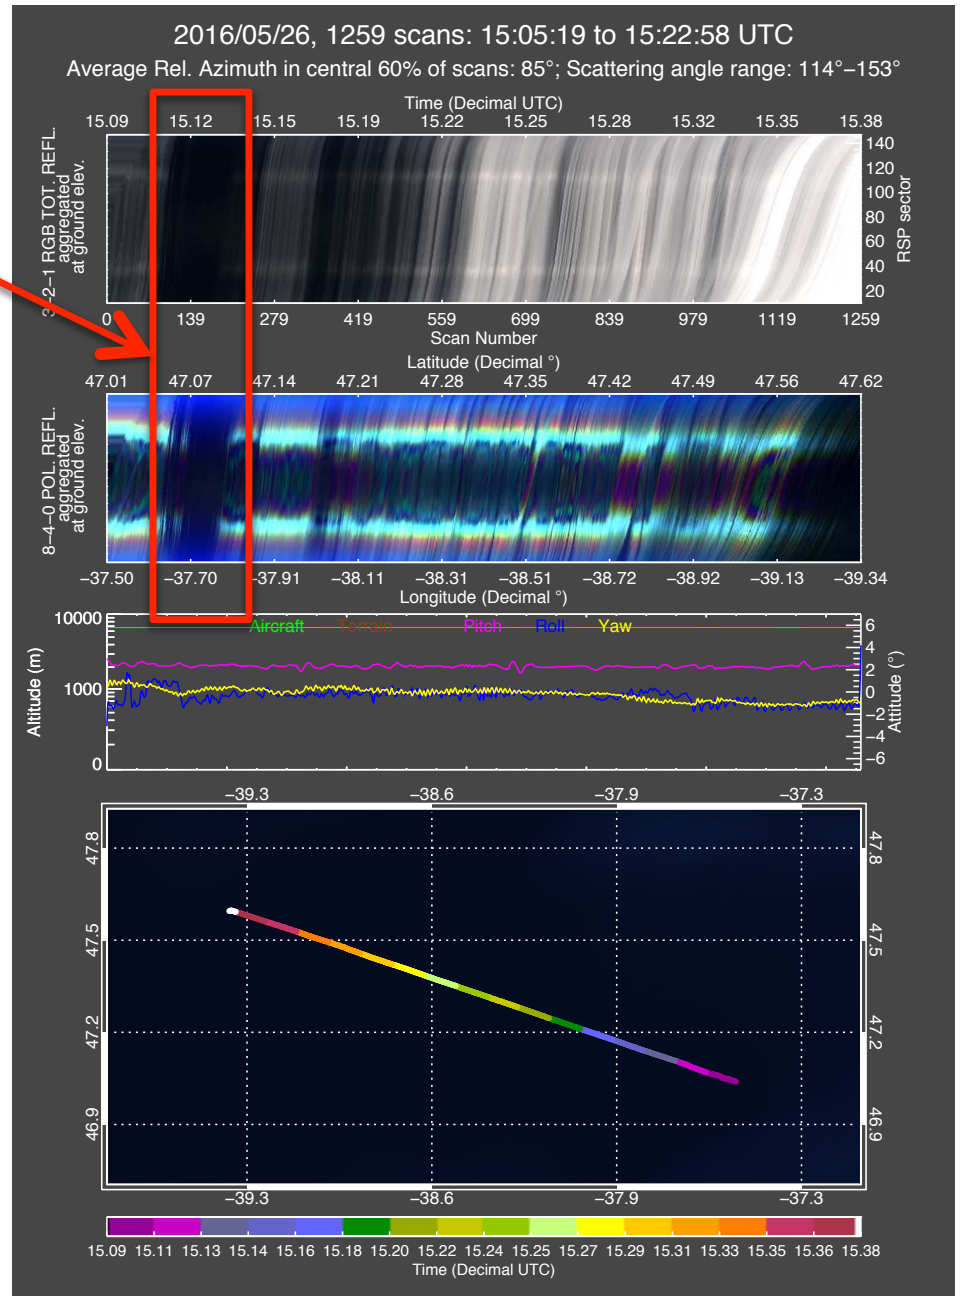 2016/05/26, 1259 scans: 15:05:19 to 15:22:58 UTC
Average Rel. Azimuth in central 60% of scans: 85°; Scattering angle range: 114°−153°
Time (Decimal UTC)
15.09 15.12 15.15 15.19 15.22 15.25 15.28 15.32 15.35 15.38
3−2−1 RGB TOT. REFL.
aggregated
at ground elev.
140
120
100
80
60
40
20
RSP sector
0 139 279 419 559 699 839 979 1119 1259
Scan Number
Latitude (Decimal °)
47.01 47.07 47.14 47.21 47.28 47.35 47.42 47.49 47.56 47.62
8−4−0 POL. REFL.
aggregated
at ground elev.
−37.50 −37.70 −37.91 −38.11 −38.31 −38.51 −38.72 −38.92 −39.13 −39.34
Longitude (Decimal °)
Aircraft Terrain Pitch Roll Yaw
10000
1000
0
Altitude (m)
6
4
2
0
−2
−4
−6
Attitude (°)
−39.3 −38.6 −37.9 −37.3
47.8 47.8
47.5 47.5
47.2 47.2
46.9 46.9
−39.3 −38.6 −37.9 −37.3
15.09 15.11 15.13 15.14 15.16 15.18 15.20 15.22 15.24 15.25 15.27 15.29 15.31 15.33 15.35 15.36 15.38
Time (Decimal UTC)